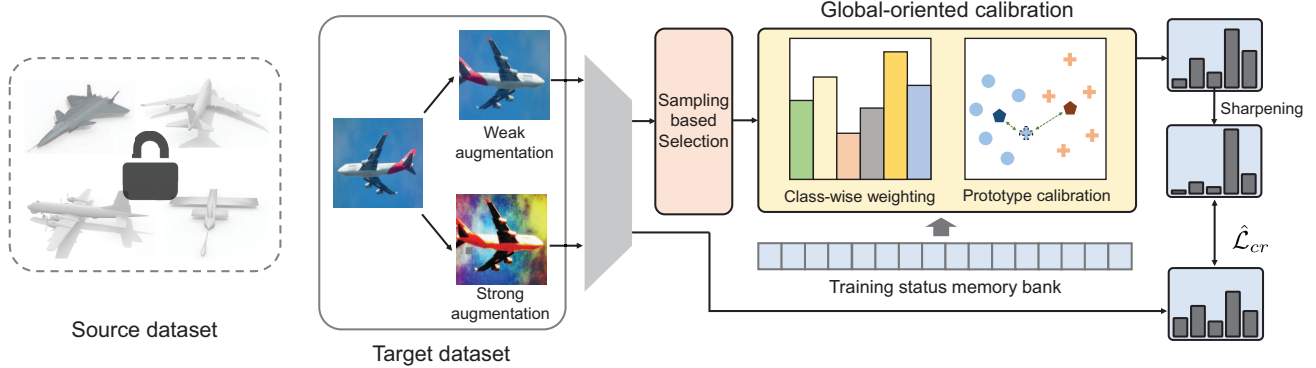 Global-oriented calibration
Weak
augmentation
Sampling
based
Selection
Sharpening
Class-wise weighting
Prototype calibration
$\hat{\mathcal{L}}_{cr}$
Training status memory bank
Strong
augmentation
Source dataset
Target dataset